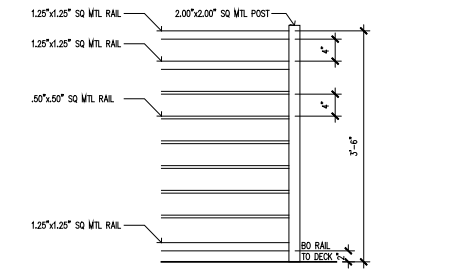 1.25"x1.25" SQ MTL RAIL
2.00"x2.00" SQ MTL POST
1.25"x1.25" SQ MTL RAIL
4"
.50"x.50" SQ MTL RAIL
4"
3'-6"
1.25"x1.25" SQ MTL RAIL
BO RAIL
TO DECK
2"